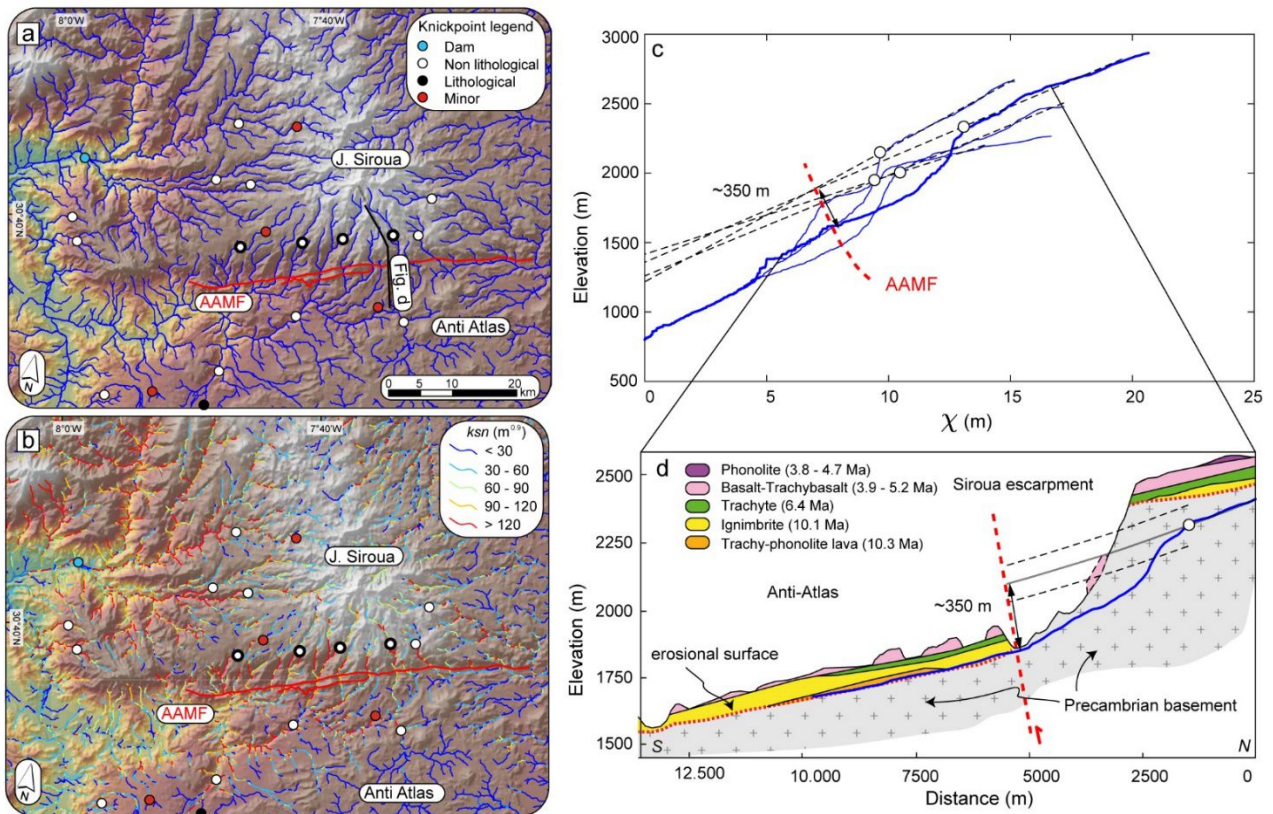 a
8°0'W
7°40'W
Knickpoint legend
Dam
Non lithological
Lithological
Minor
J. Siroua
30°40'N
AAMF
Fig. d
Anti Atlas
N
0 5 10 20
km
b
8°0'W
7°40'W
ksn (m^0.9)
< 30
30 - 60
60 - 90
90 - 120
> 120
J. Siroua
30°40'N
AAMF
Anti Atlas
N
c
3000
2500
2000
1500
1000
500
Elevation (m)
~350 m
AAMF
0 5 10 15 20 25
χ (m)
d
Phonolite (3.8 - 4.7 Ma)
Basalt-Trachybasalt (3.9 - 5.2 Ma)
Trachyte (6.4 Ma)
Ignimbrite (10.1 Ma)
Trachy-phonolite lava (10.3 Ma)
Siroua escarpment
2500
2250
2000
1750
1500
Elevation (m)
Anti-Atlas
~350 m
erosional surface
Precambrian basement
S
N
12.500 10.000 7500 5000 2500 0
Distance (m)